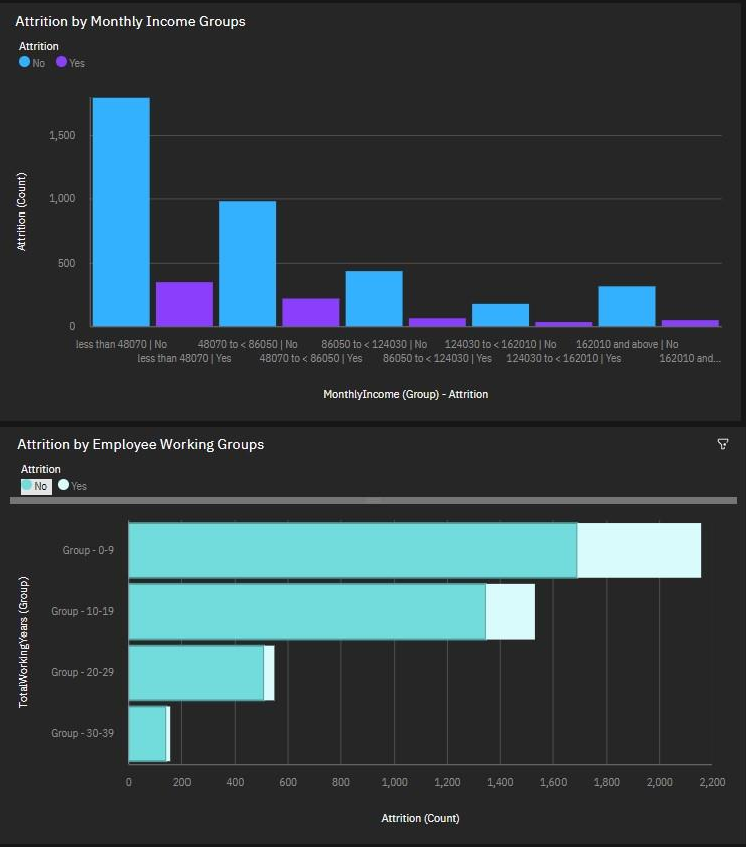 Attrition by Monthly Income Groups
Attrition
No Yes
1,500
1,000
500
0
Attrition (Count)
less than 48070 | No 48070 to < 86050 | No 86050 to < 124030 | No 124030 to < 162010 | No 162010 and above | No
less than 48070 | Yes 48070 to < 86050 | Yes 86050 to < 124030 | Yes 124030 to < 162010 | Yes 162010 and...
MonthlyIncome (Group) - Attrition
Attrition by Employee Working Groups
Attrition
No Yes
TotalWorkingYears (Group)
Group - 0-9
Group - 10-19
Group - 20-29
Group - 30-39
0 200 400 600 800 1,000 1,200 1,400 1,600 1,800 2,000 2,200
Attrition (Count)